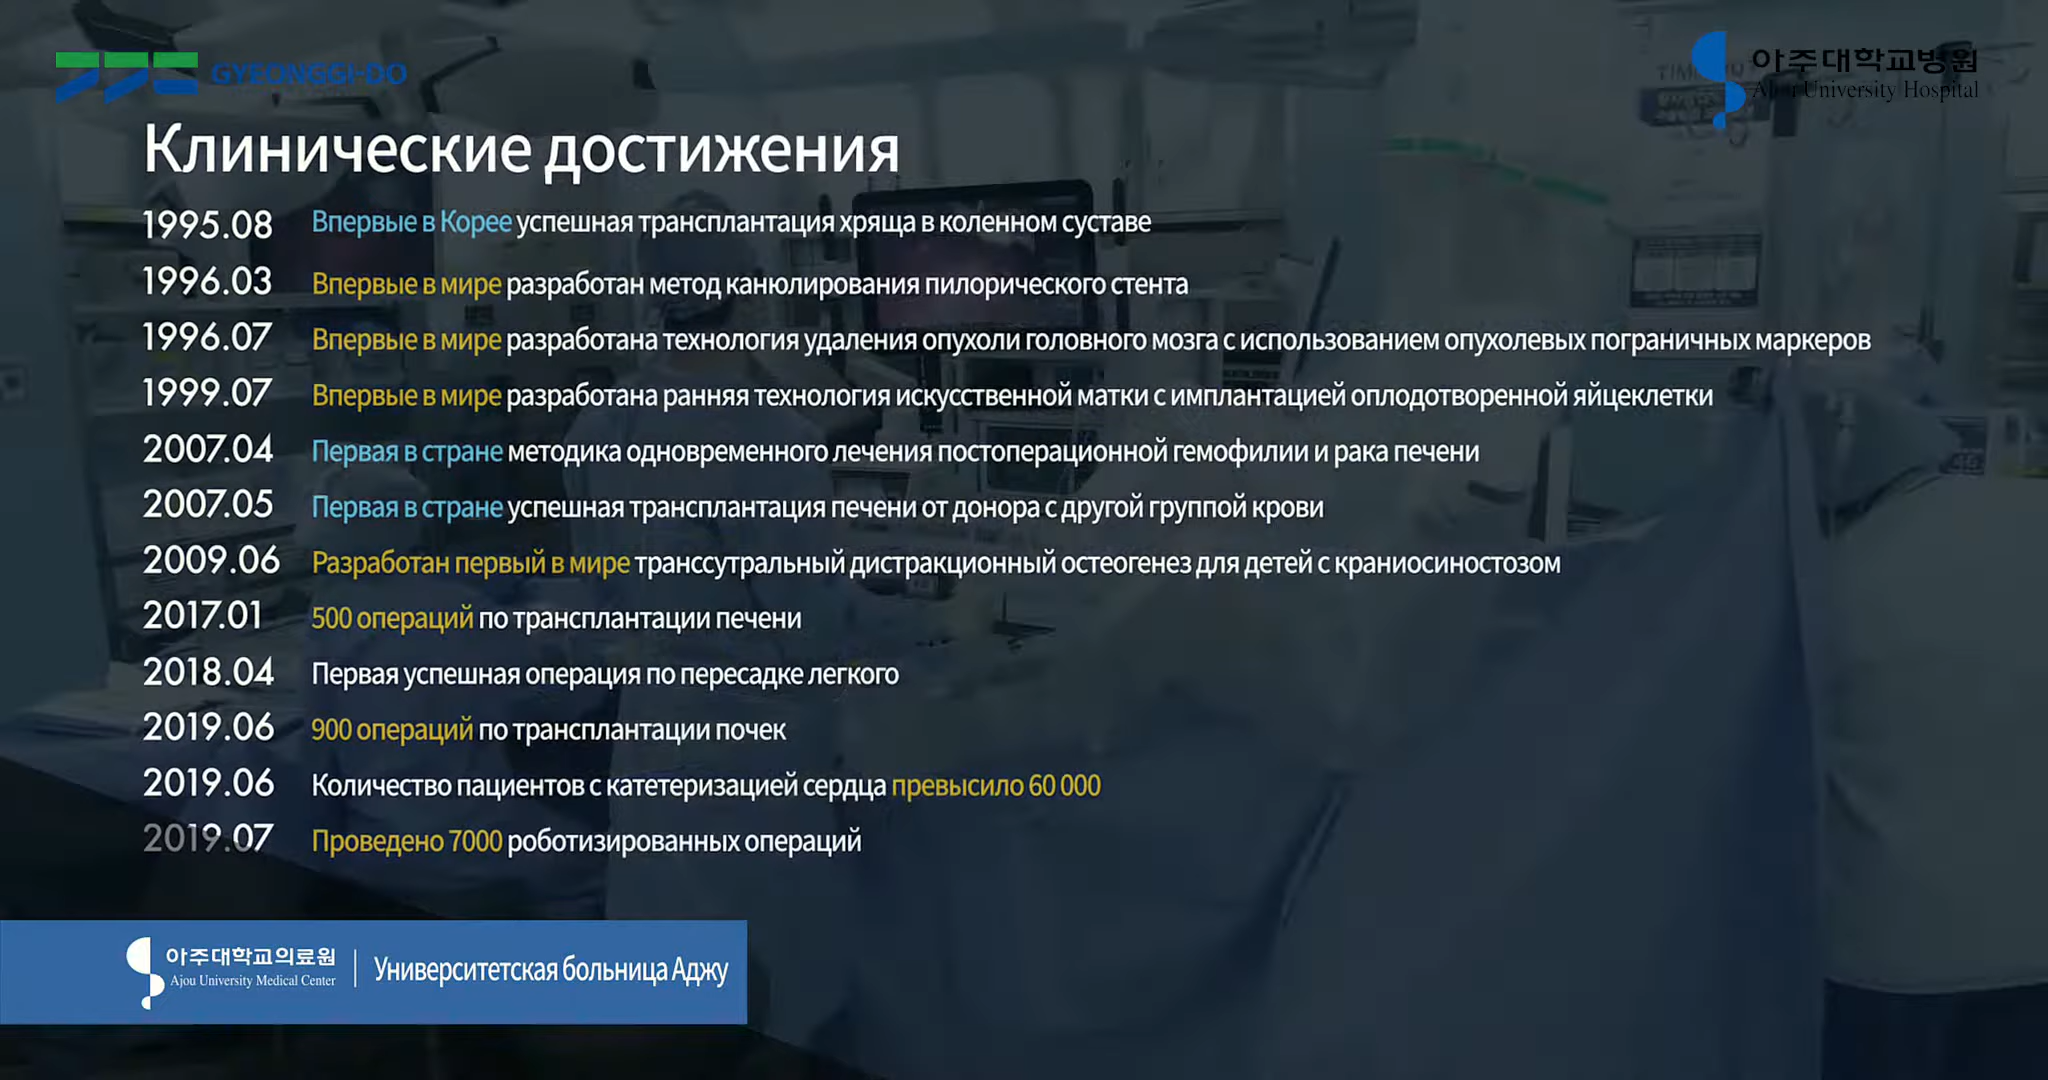 GYEONGGI-DO
아주대학교병원
Ajou University Hospital
Клинические достижения
1995.08 Впервые в Корее успешная трансплантация хряща в коленном суставе
1996.03 Впервые в мире разработан метод канюлирования пилорического стента
1996.07 Впервые в мире разработана технология удаления опухоли головного мозга с использованием опухолевых пограничных маркеров
1999.07 Впервые в мире разработана ранняя технология искусственной матки с имплантацией оплодотворенной яйцеклетки
2007.04 Первая в стране методика одновременного лечения постоперационной гемофилии и рака печени
2007.05 Первая в стране успешная трансплантация печени от донора с другой группой крови
2009.06 Разработан первый в мире транссутральный дистракционный остеогенез для детей с краниосиностозом
2017.01 500 операций по трансплантации печени
2018.04 Первая успешная операция по пересадке легкого
2019.06 900 операций по трансплантации почек
2019.06 Количество пациентов с катетеризацией сердца превысило 60 000
2019.07 Проведено 7000 роботизированных операций
아주대학교의료원
Ajou University Medical Center
Университетская больница Аджу